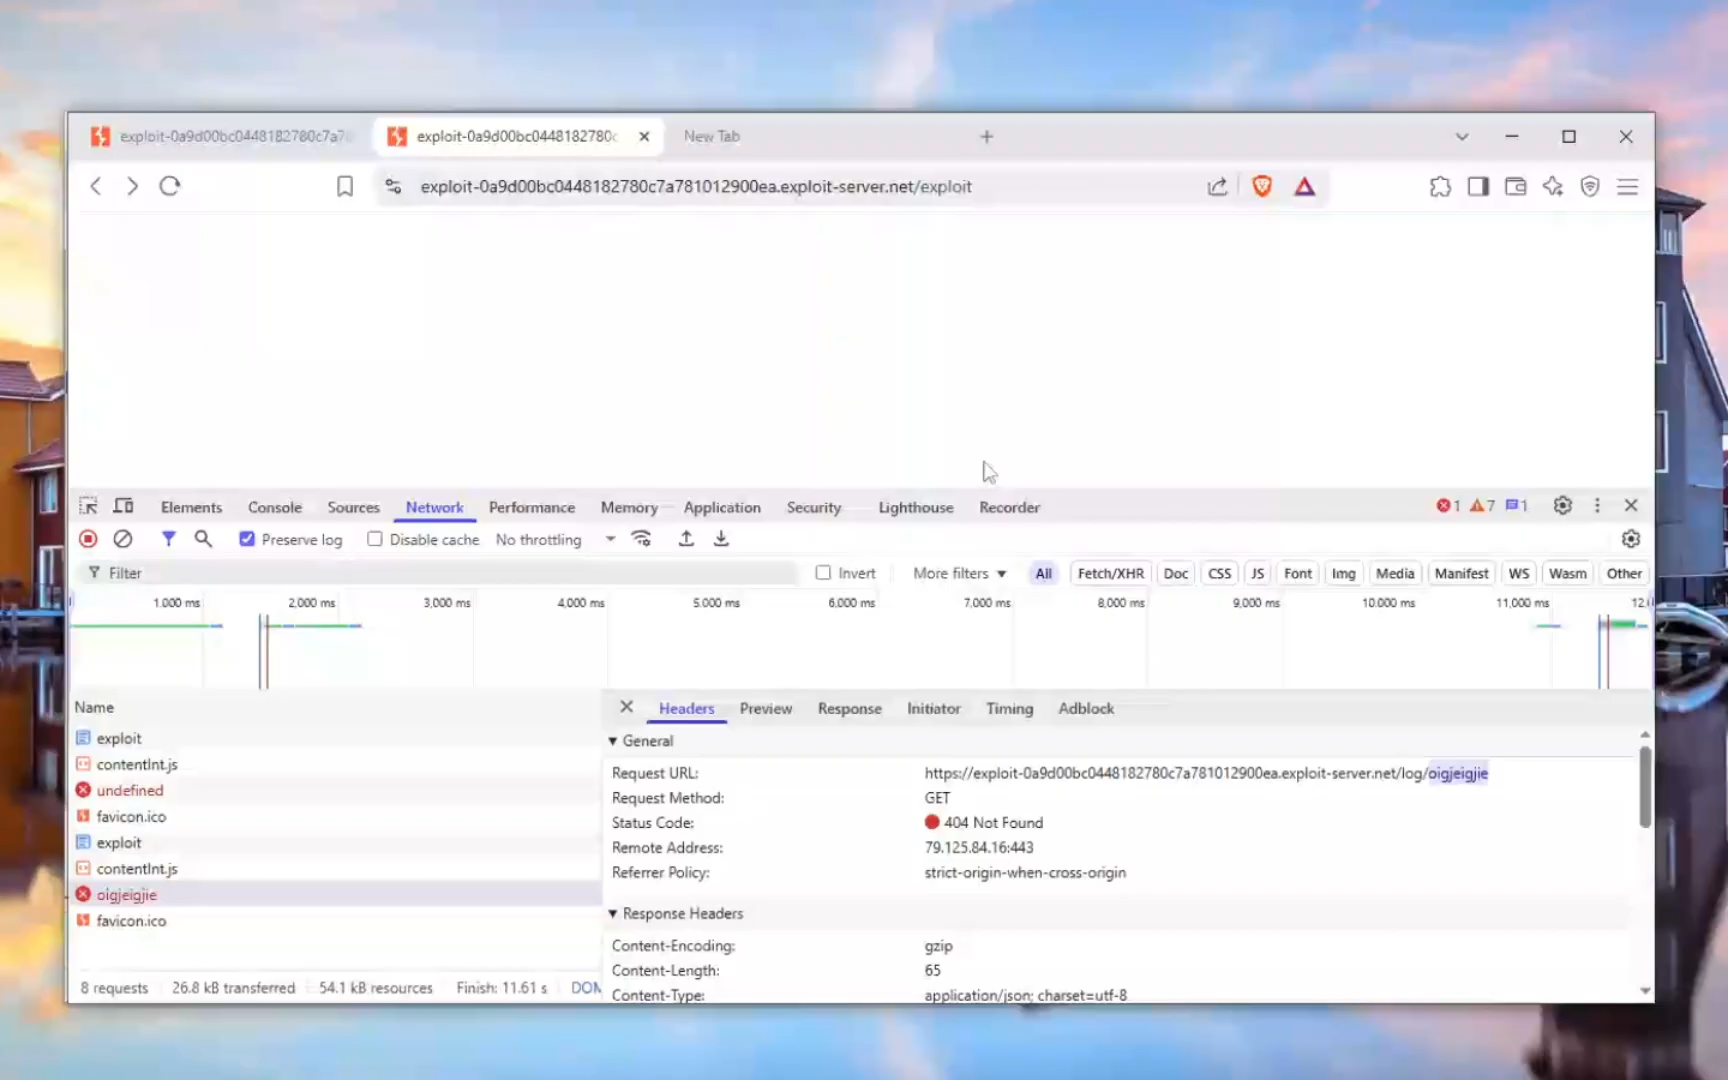 exploit-0a9d00bc0448182780c7a7
exploit-0a9d00bc0448182780c
New Tab
exploit-0a9d00bc0448182780c7a781012900ea.exploit-server.net/exploit
Elements Console Sources Network Performance Memory Application Security Lighthouse Recorder 1 7 1
Preserve log Disable cache No throttling
Filter Invert More filters All Fetch/XHR Doc CSS JS Font Img Media Manifest WS Wasm Other
1,000 ms 2,000 ms 3,000 ms 4,000 ms 5,000 ms 6,000 ms 7,000 ms 8,000 ms 9,000 ms 10,000 ms 11,000 ms 12,0
Name
exploit
contentInt.js
undefined
favicon.ico
exploit
contentInt.js
oigjeigjie
favicon.ico
8 requests 26.8 kB transferred 54.1 kB resources Finish: 11.61 s DOM
Headers Preview Response Initiator Timing Adblock
General
Request URL: https://exploit-0a9d00bc0448182780c7a781012900ea.exploit-server.net/log/oigjeigjie
Request Method: GET
Status Code: 404 Not Found
Remote Address: 79.125.84.16:443
Referrer Policy: strict-origin-when-cross-origin
Response Headers
Content-Encoding: gzip
Content-Length: 65
Content-Type: application/json; charset=utf-8